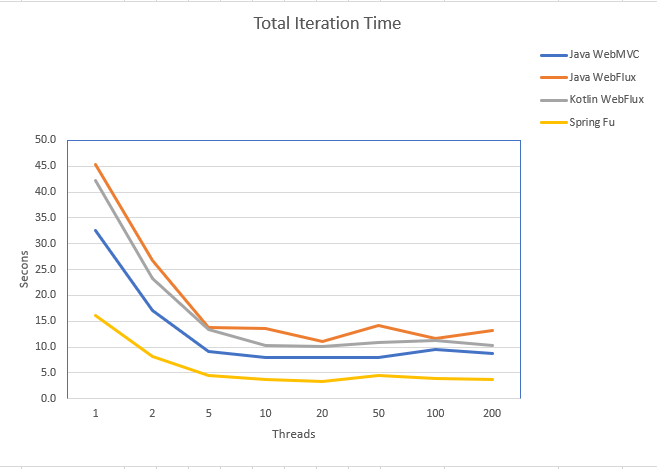 Total Iteration Time
Java WebMVC
Java WebFlux
Kotlin WebFlux
Spring Fu
50.0
45.0
40.0
35.0
30.0
25.0
20.0
15.0
10.0
5.0
0.0
Secons
1 2 5 10 20 50 100 200
Threads